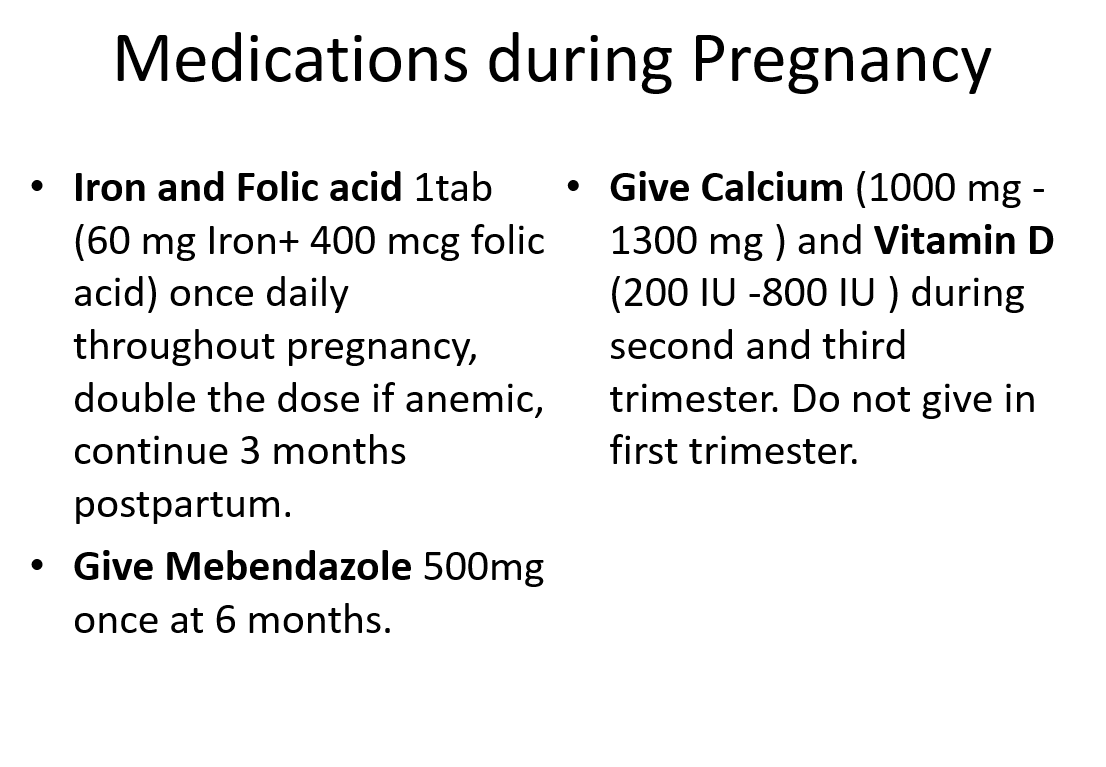 Medications during Pregnancy
• Iron and Folic acid 1tab
(60 mg Iron+ 400 mcg folic
acid) once daily
throughout pregnancy,
double the dose if anemic,
continue 3 months
postpartum.
• Give Mebendazole 500mg
once at 6 months.
• Give Calcium (1000 mg -
1300 mg ) and Vitamin D
(200 IU -800 IU ) during
second and third
trimester. Do not give in
first trimester.